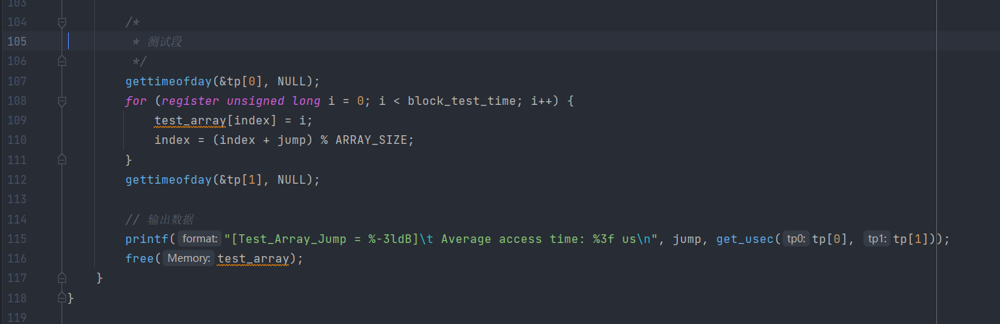 103
104 /*
105 * 测试段
106 */
107 gettimeofday(&tp[0], NULL);
108 for (register unsigned long i = 0; i < block_test_time; i++) {
109 test_array[index] = i;
110 index = (index + jump) % ARRAY_SIZE;
111 }
112 gettimeofday(&tp[1], NULL);
113
114 // 输出数据
115 printf( format: "[Test_Array_Jump = %-3ldB]\t Average access time: %3f us\n", jump, get_usec( tp0: tp[0], tp1: tp[1]));
116 free( Memory: test_array);
117 }
118 }
119